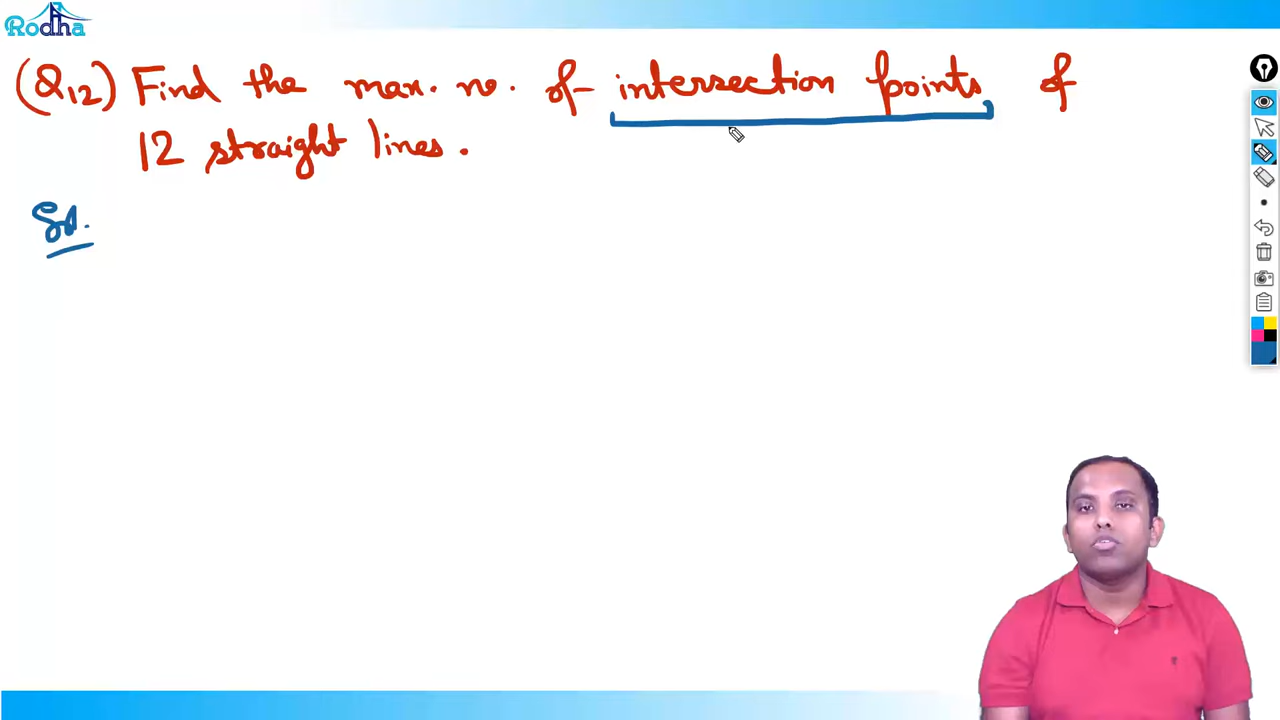 Rodha
(Q12) Find the max. no. of intersection points of
12 straight lines.
Sol.